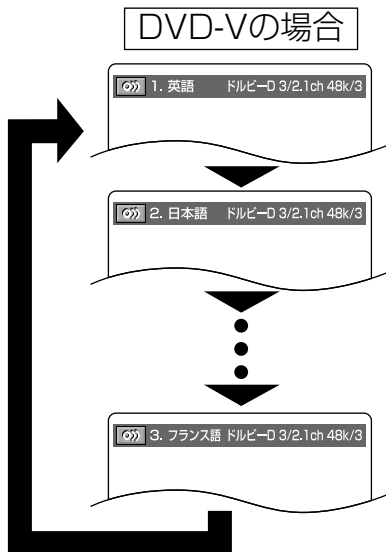 DVD-Vの場合
1. 英語 ドルビーD 3/2.1ch 48k/3
2. 日本語 ドルビーD 3/2.1ch 48k/3
3. フランス語 ドルビーD 3/2.1ch 48k/3